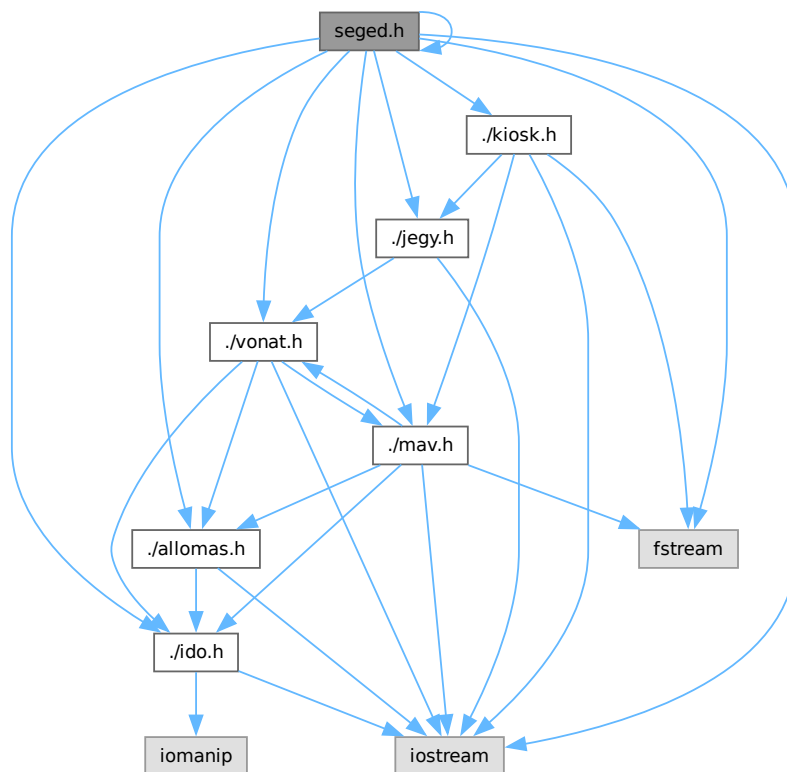 seged.h
./kiosk.h
./jegy.h
./vonat.h
./mav.h
./allomas.h
fstream
./ido.h
iomanip
iostream